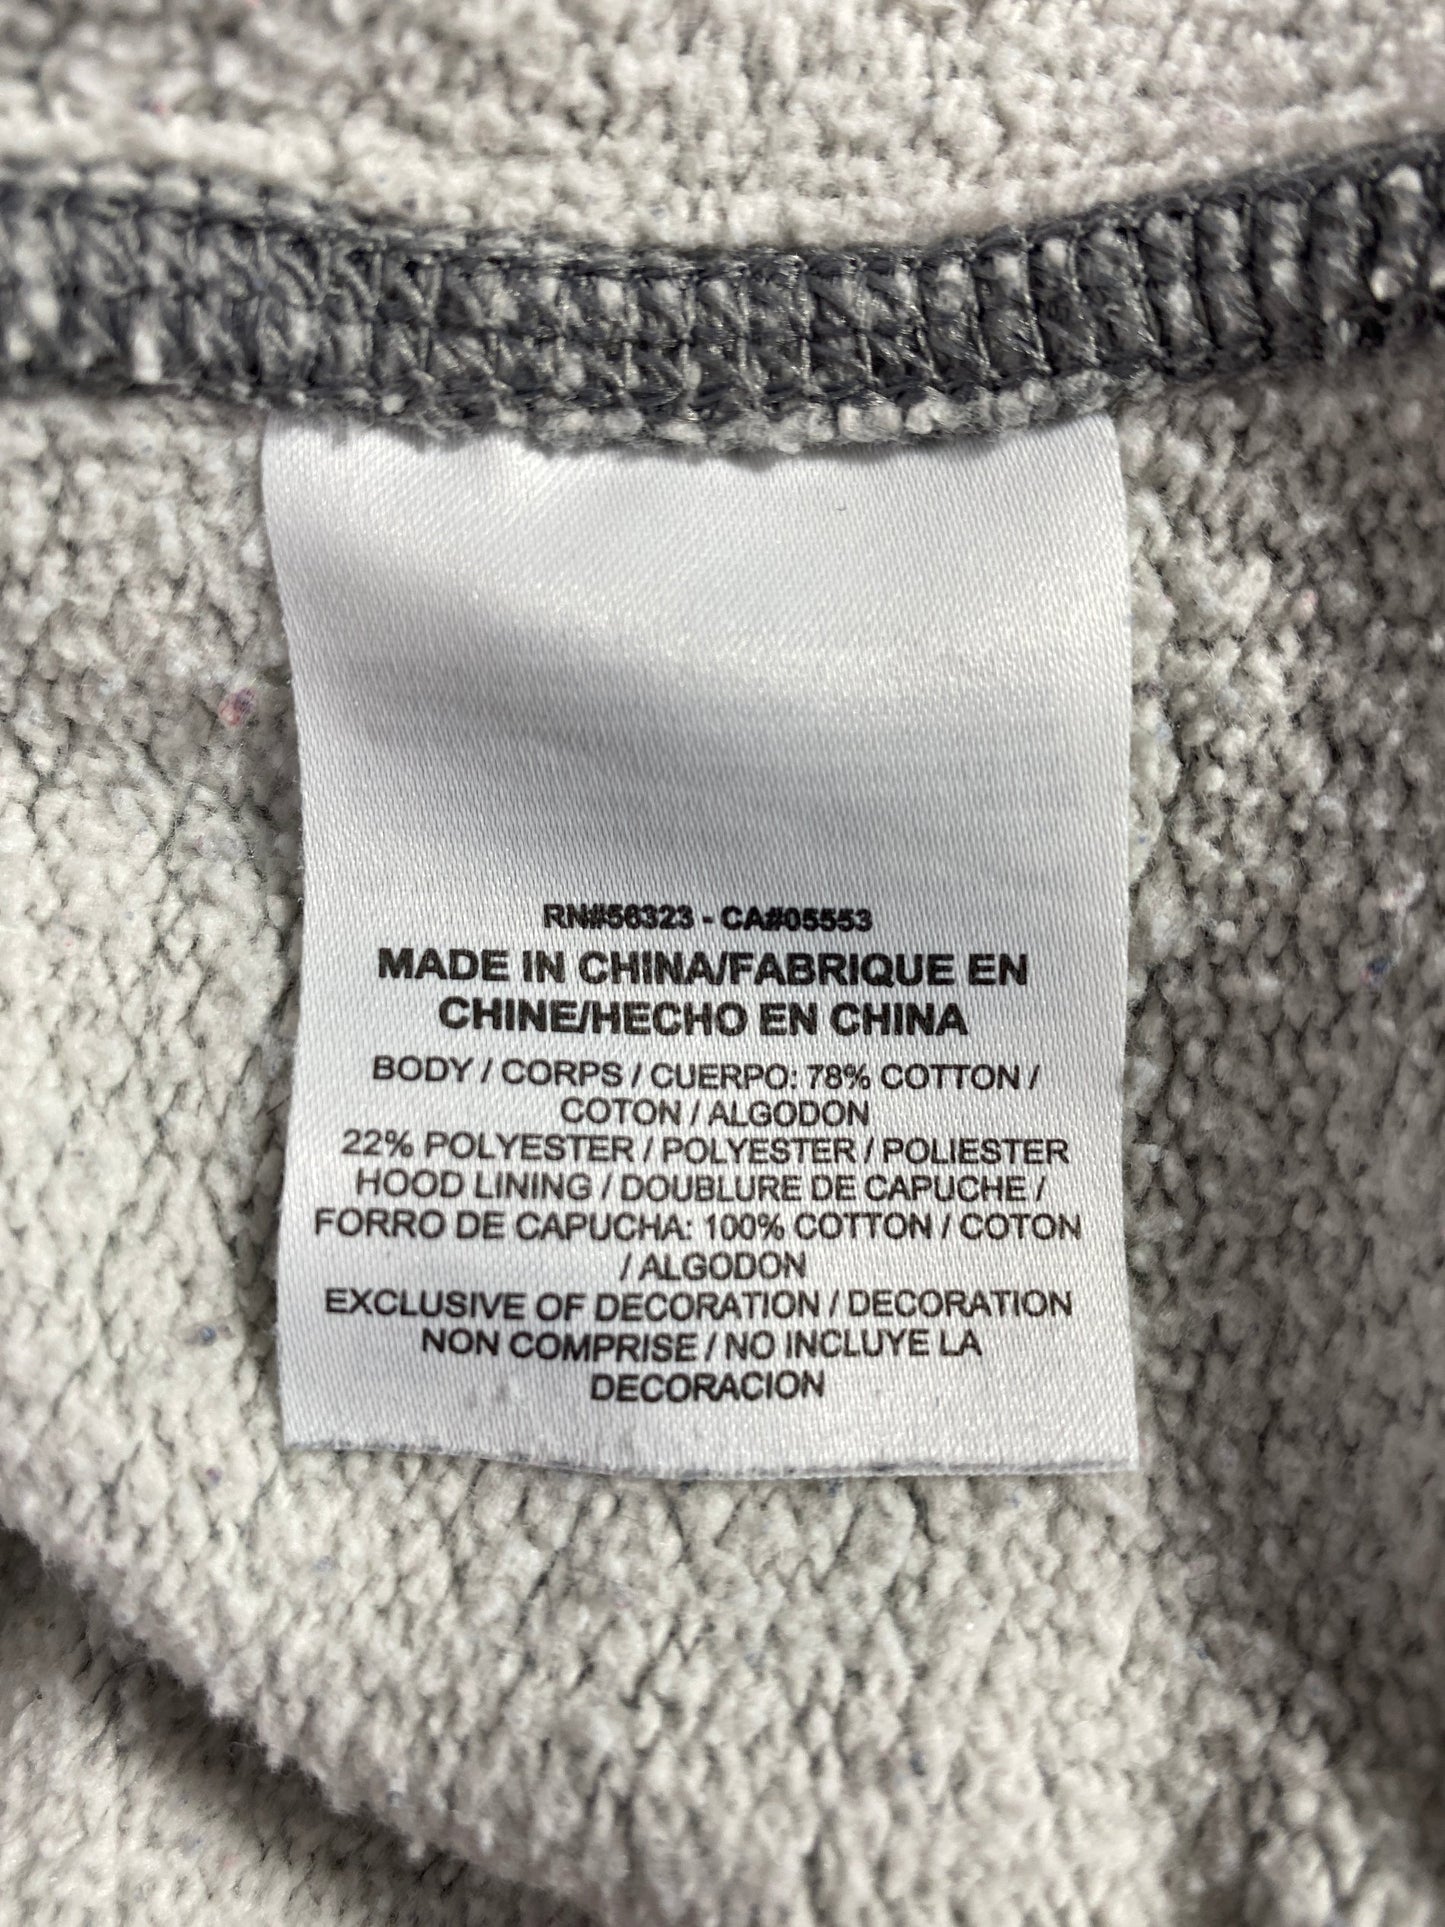 RN#56323 - CA#05553
MADE IN CHINA/FABRIQUE EN
CHINE/HECHO EN CHINA
BODY / CORPS / CUERPO: 78% COTTON /
COTON / ALGODON
22% POLYESTER / POLYESTER / POLIESTER
HOOD LINING / DOUBLURE DE CAPUCHE /
FORRO DE CAPUCHA: 100% COTTON / COTON
/ ALGODON
EXCLUSIVE OF DECORATION / DECORATION
NON COMPRISE / NO INCLUYE LA
DECORACION